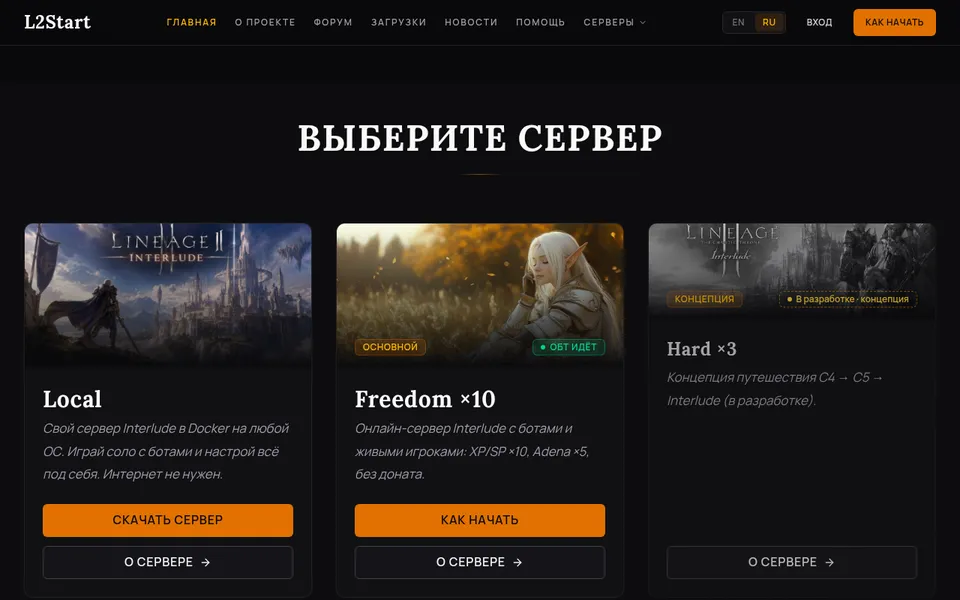 L2Start
ГЛАВНАЯ О ПРОЕКТЕ ФОРУМ ЗАГРУЗКИ НОВОСТИ ПОМОЩЬ СЕРВЕРЫ
EN RU
ВХОД
КАК НАЧАТЬ
ВЫБЕРИТЕ СЕРВЕР
LINEAGE II
INTERLUDE
Local
Свой сервер Interlude в Docker на любой
ОС. Играй соло с ботами и настрой всё
под себя. Интернет не нужен.
СКАЧАТЬ СЕРВЕР
О СЕРВЕРЕ →
ОСНОВНОЙ
• ОБТ ИДЁТ
Freedom ×10
Онлайн-сервер Interlude с ботами и
живыми игроками: XP/SP ×10, Adena ×5,
без доната.
КАК НАЧАТЬ
О СЕРВЕРЕ →
LINEAGE II
Interlude
КОНЦЕПЦИЯ
• В разработке · концепция
Hard ×3
Концепция путешествия C4 → C5 →
Interlude (в разработке).
О СЕРВЕРЕ →